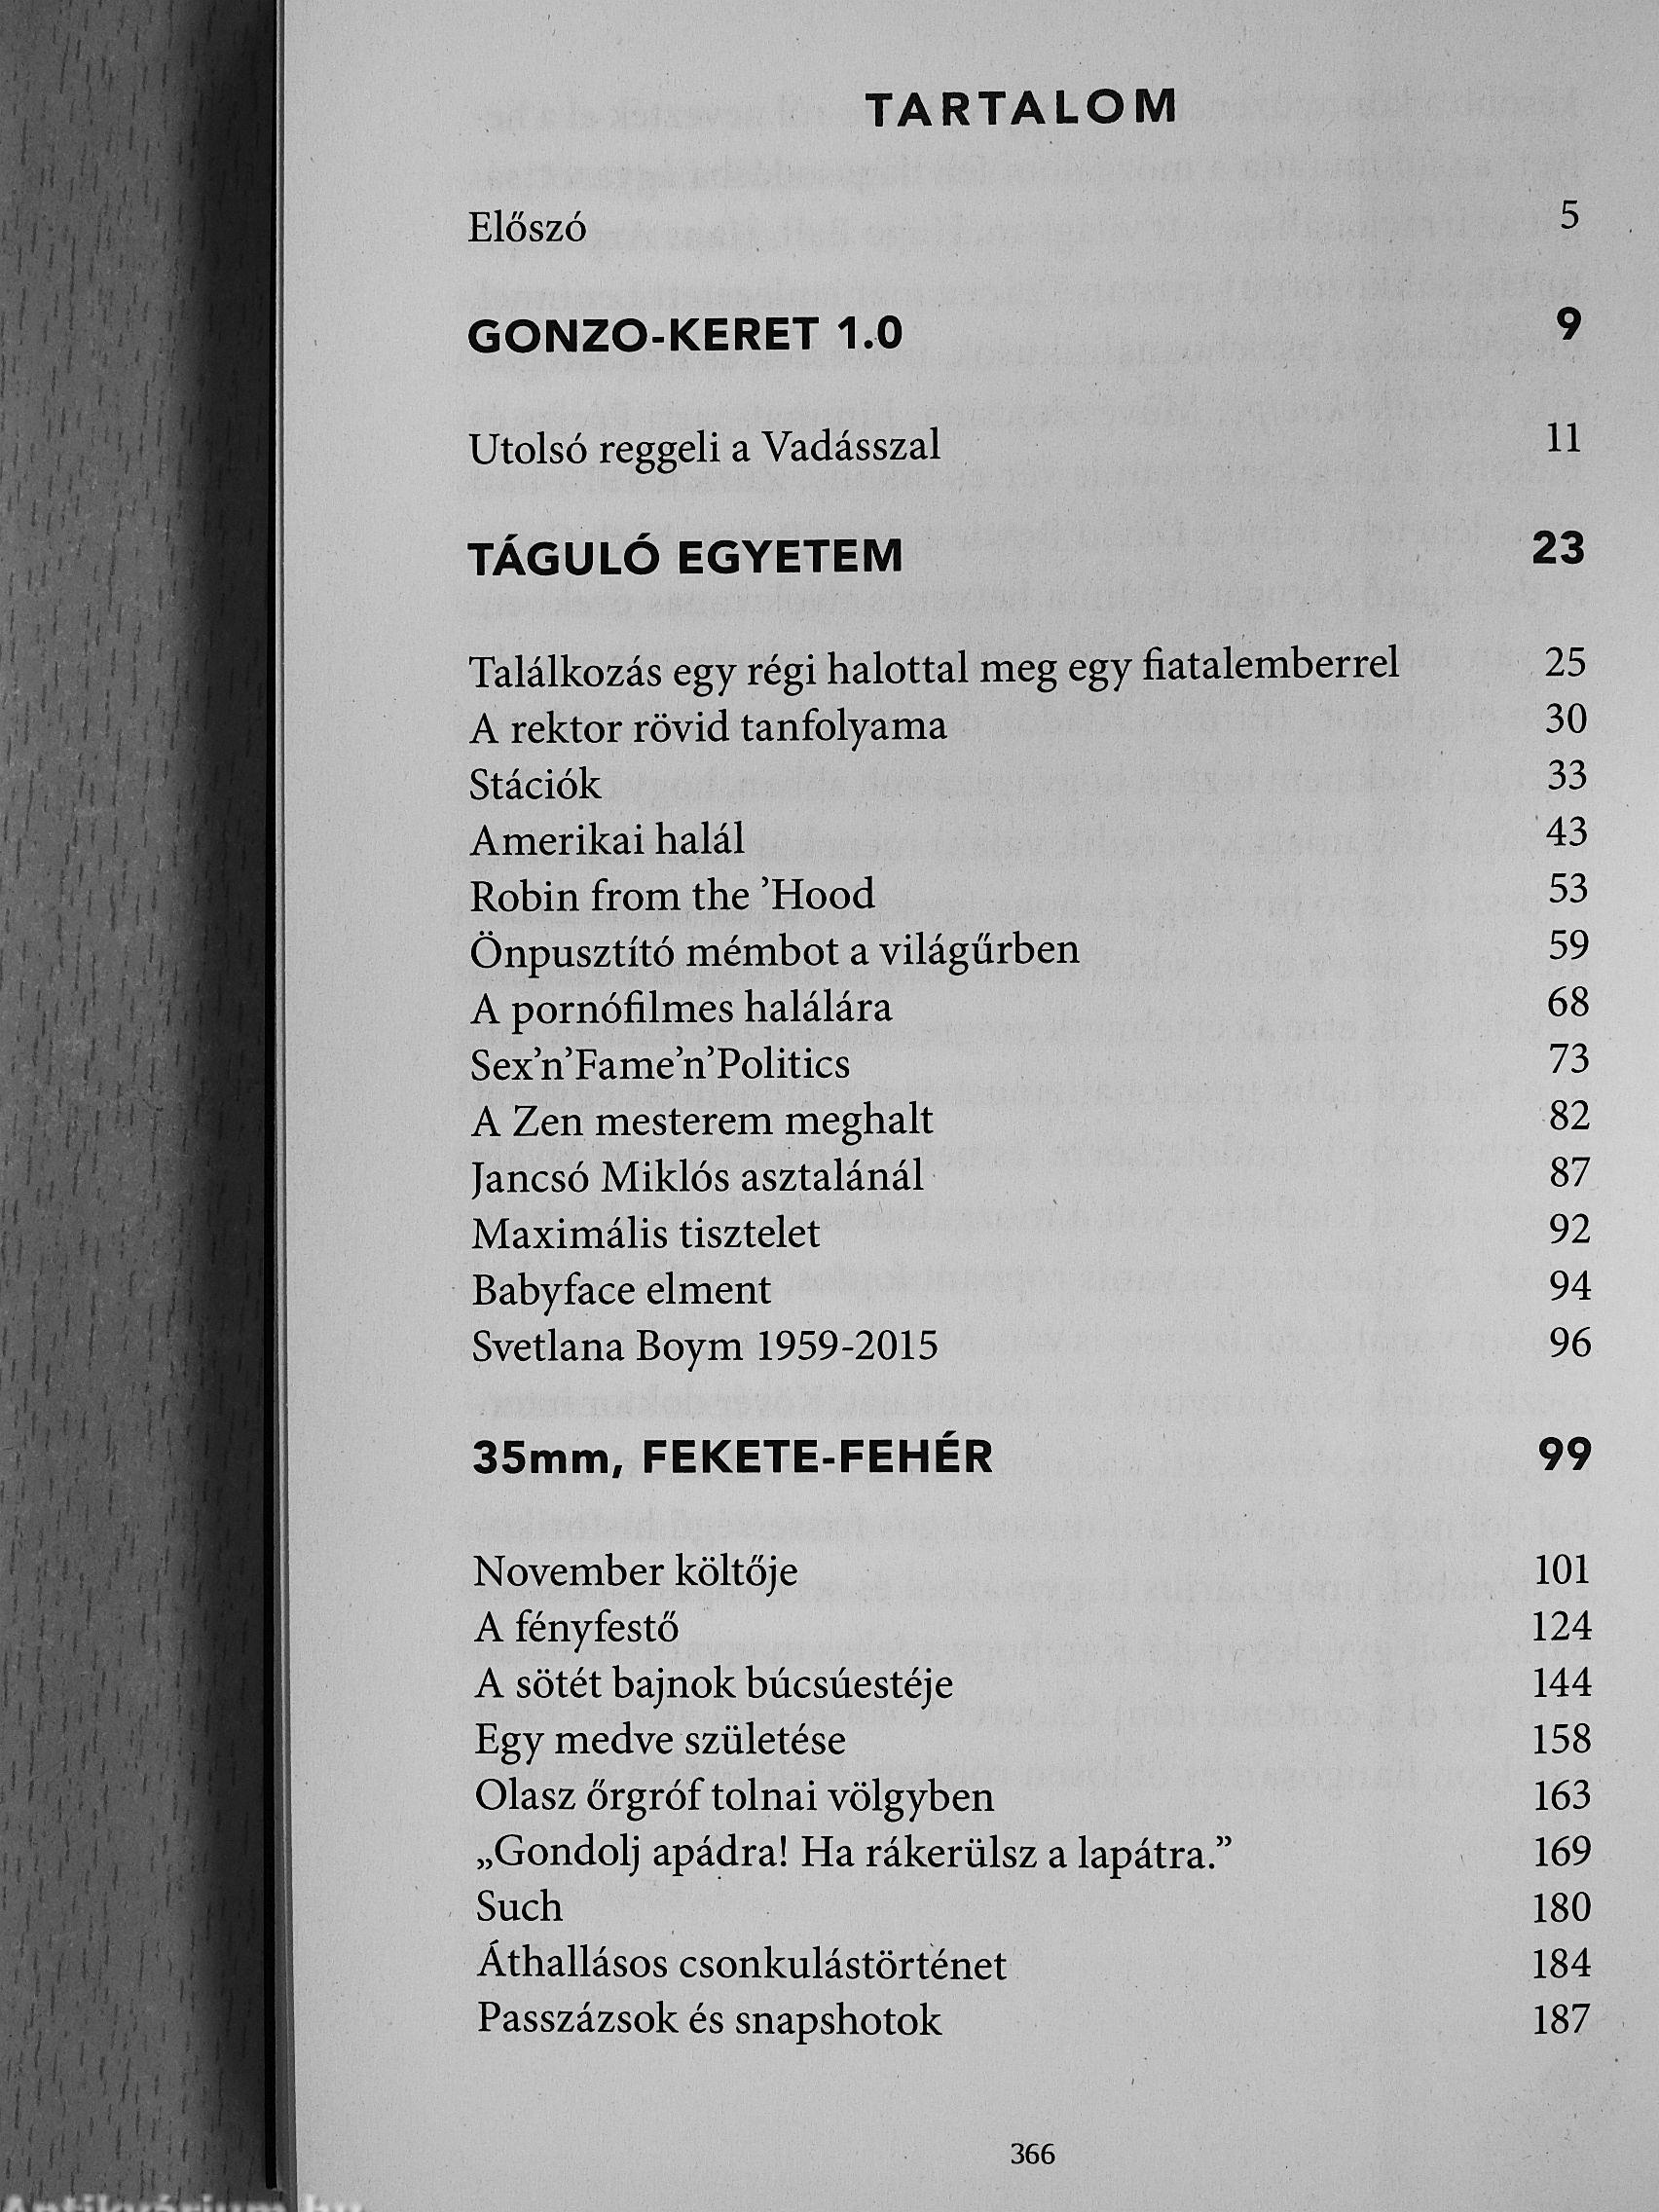 TARTALOM
Előszó 5
GONZO-KERET 1.0 9
Utolsó reggeli a Vadásszal 11
TÁGULÓ EGYETEM 23
Találkozás egy régi halottal meg egy fiatalemberrel 25
A rektor rövid tanfolyama 30
Stációk 33
Amerikai halál 43
Robin from the ’Hood 53
Önpusztító mémbot a világűrben 59
A pornófilmes halálára 68
Sex’n’Fame’n’Politics 73
A Zen mesterem meghalt 82
Jancsó Miklós asztalánál 87
Maximális tisztelet 92
Babyface elment 94
Svetlana Boym 1959-2015 96
35mm, FEKETE-FEHÉR 99
November költője 101
A fényfestő 124
A sötét bajnok búcsúestéje 144
Egy medve születése 158
Olasz őrgróf tolnai völgyben 163
„Gondolj apádra! Ha rákerülsz a lapátra.” 169
Such 180
Áthallásos csonkulástörténet 184
Passzázsok és snapshotok 187
366
Antikvárium.hu